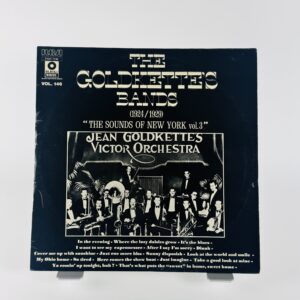 RCA
VOL. 140
THE
GOLDKETTE'S
BANDS
(1924/1929)
"THE SOUNDS OF NEW YORK vol.3"
JEAN GOLDKETTE'S
VICTOR ORCHESTRA
In the evening - Where the lazy daisies grow - It's the blues -
I want to see my - After I say I'm sorry - Dinah -
Cover me up with sunshine - Just one more kiss - Sunny disposish - Look at the world and smile -
My Ohio home - So tired - Here comes the show boat - Just imagine - Take a good look at mine -
Ya comin' up tonight, huh ? - That's what puts the "sweet" in home, sweet home -